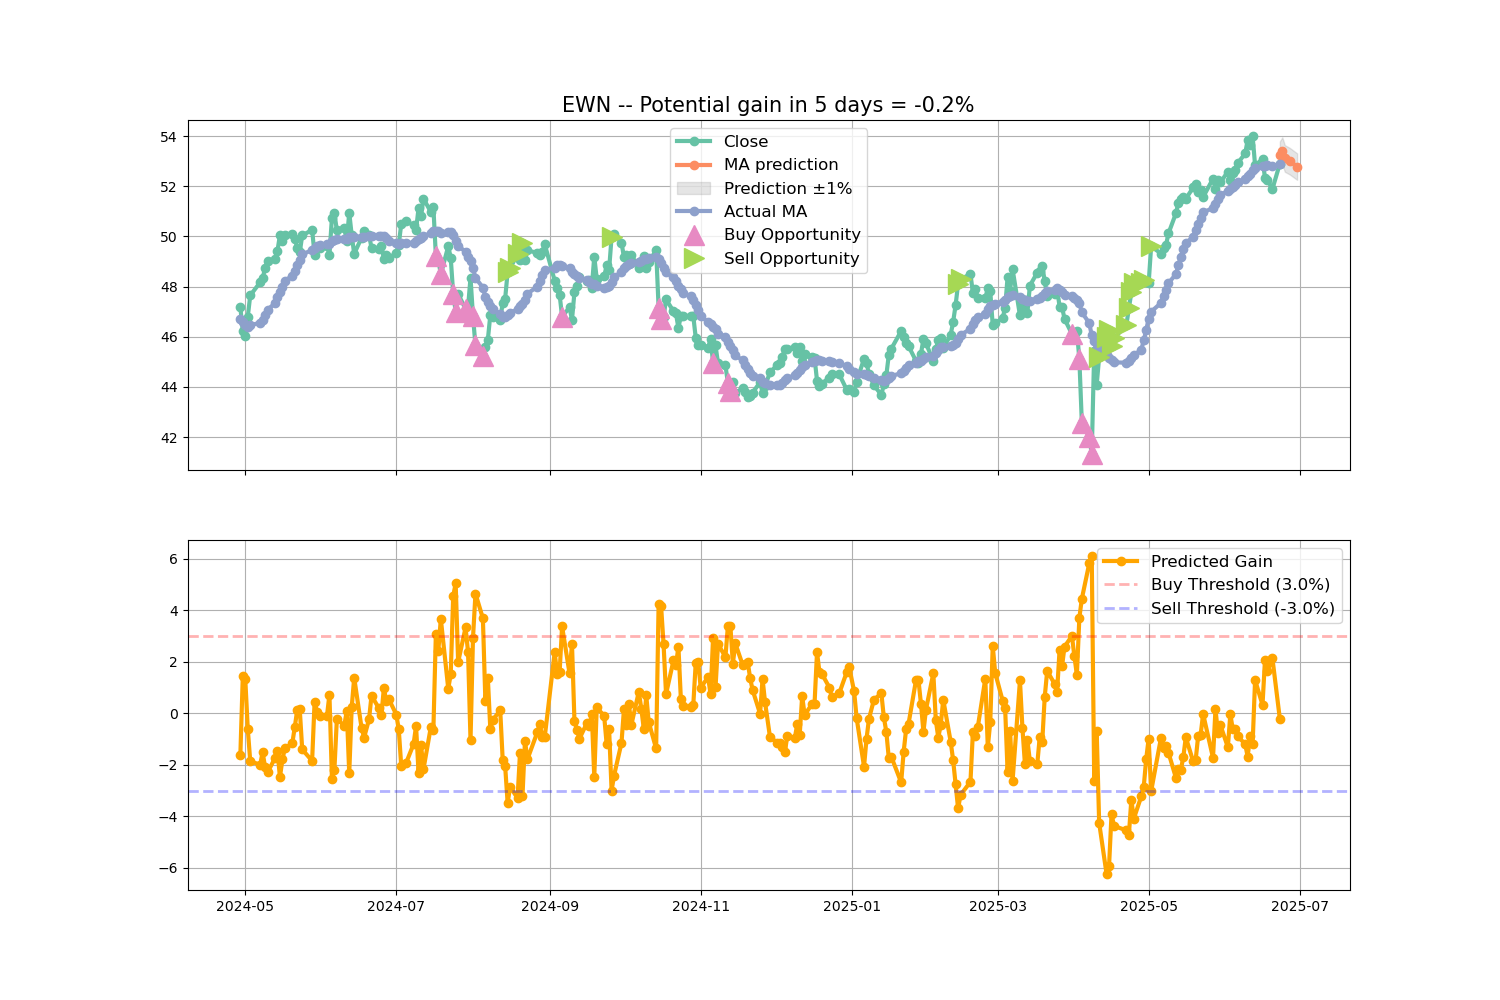 EWN -- Potential gain in 5 days = -0.2%
54
52
50
48
46
44
42
Close
MA prediction
Prediction ±1%
Actual MA
Buy Opportunity
Sell Opportunity
6
4
2
0
−2
−4
−6
Predicted Gain
Buy Threshold (3.0%)
Sell Threshold (-3.0%)
2024-05 2024-07 2024-09 2024-11 2025-01 2025-03 2025-05 2025-07